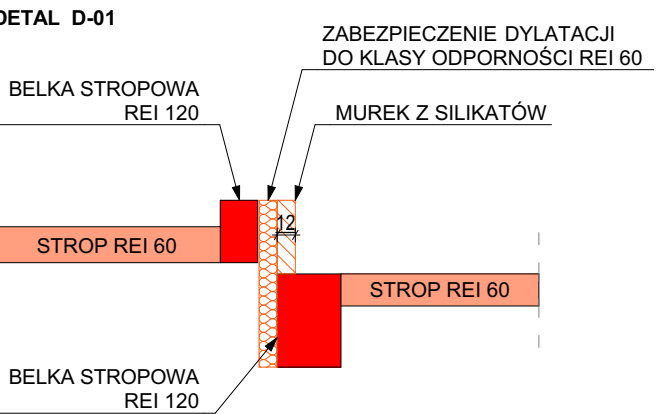 DETAL D-01
ZABEZPIECZENIE DYLATACJI
DO KLASY ODPORNOŚCI REI 60
BELKA STROPOWA
REI 120
MUREK Z SILIKATÓW
12
STROP REI 60
STROP REI 60
BELKA STROPOWA
REI 120